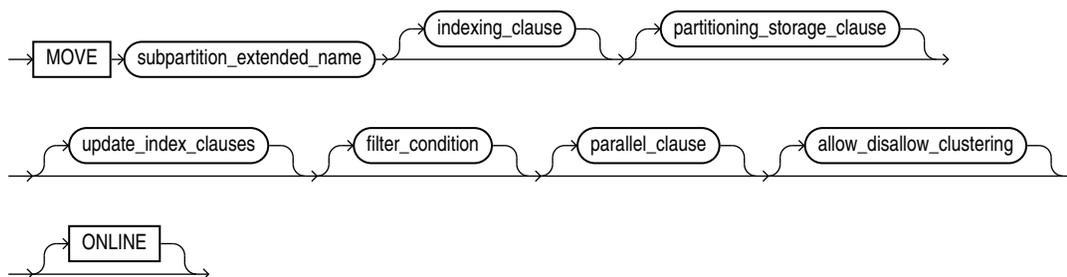 indexing_clause partitioning_storage_clause
MOVE subpartition_extended_name
update_index_clauses filter_condition parallel_clause allow_disallow_clustering
ONLINE